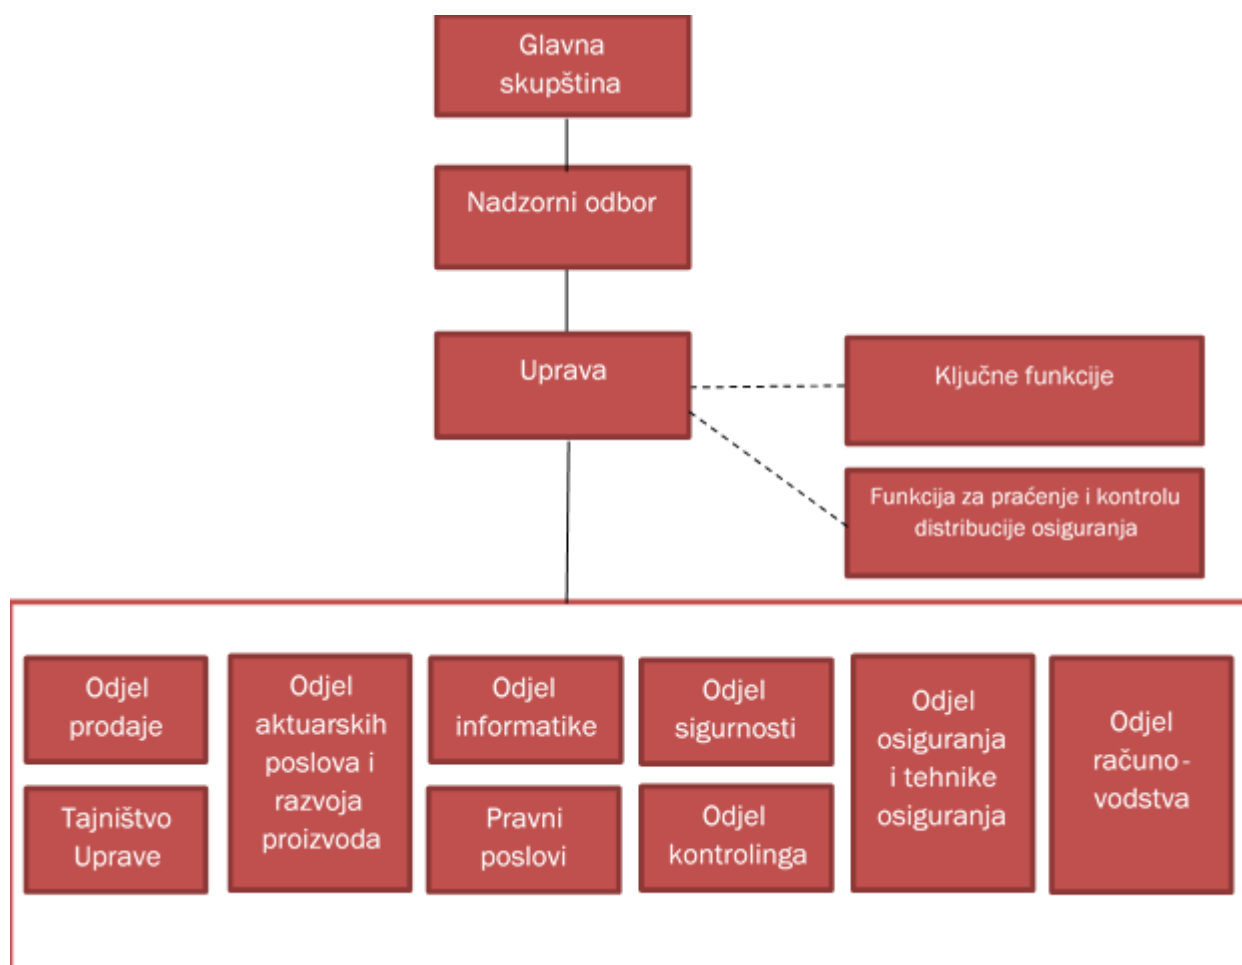 Glavna
skupština
Nadzorni odbor
Uprava
Ključne funkcije
Funkcija za praćenje i kontrolu
distribucije osiguranja
Odjel
prodaje
Odjel
aktuarskih
poslova i
razvoja
proizvoda
Odjel
informatike
Odjel
sigurnosti
Odjel
osiguranja
i tehnike
osiguranja
Odjel
računo-
vodstva
Tajništvo
Uprave
Pravni
poslovi
Odjel
kontrolinga